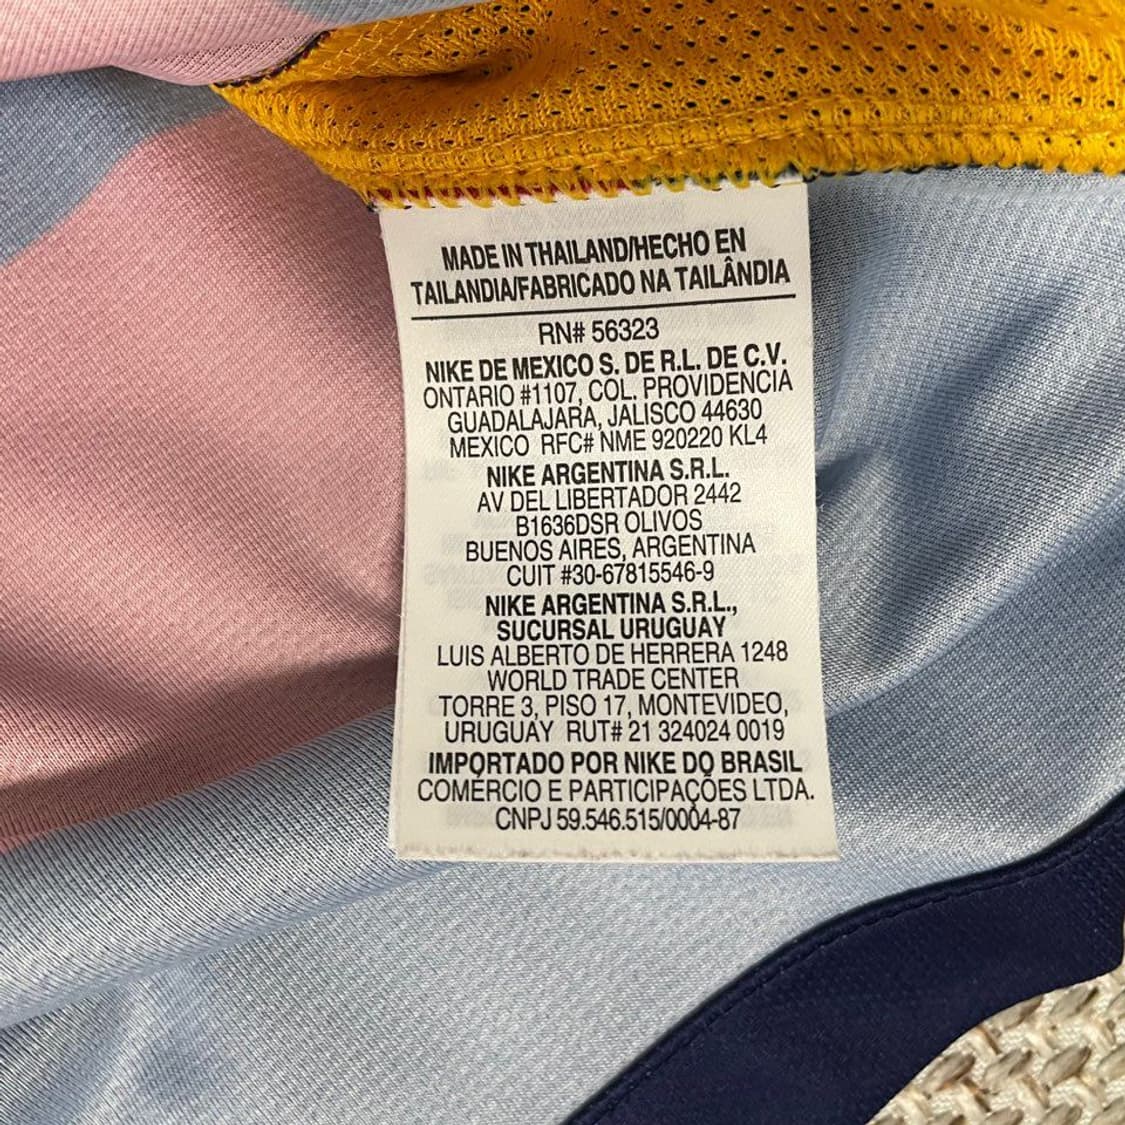 MADE IN THAILAND/HECHO EN
TAILANDIA/FABRICADO NA TAILÂNDIA
RN# 56323
NIKE DE MEXICO S. DE R.L. DE C.V.
ONTARIO #1107, COL. PROVIDENCIA
GUADALAJARA, JALISCO 44630
MEXICO RFC# NME 920220 KL4
NIKE ARGENTINA S.R.L.
AV DEL LIBERTADOR 2442
B1636DSR OLIVOS
BUENOS AIRES, ARGENTINA
CUIT #30-67815546-9
NIKE ARGENTINA S.R.L.,
SUCURSAL URUGUAY
LUIS ALBERTO DE HERRERA 1248
WORLD TRADE CENTER
TORRE 3, PISO 17, MONTEVIDEO,
URUGUAY RUT# 21 324024 0019
IMPORTADO POR NIKE DO BRASIL
COMÉRCIO E PARTICIPAÇÕES LTDA.
CNPJ 59.546.515/0004-87